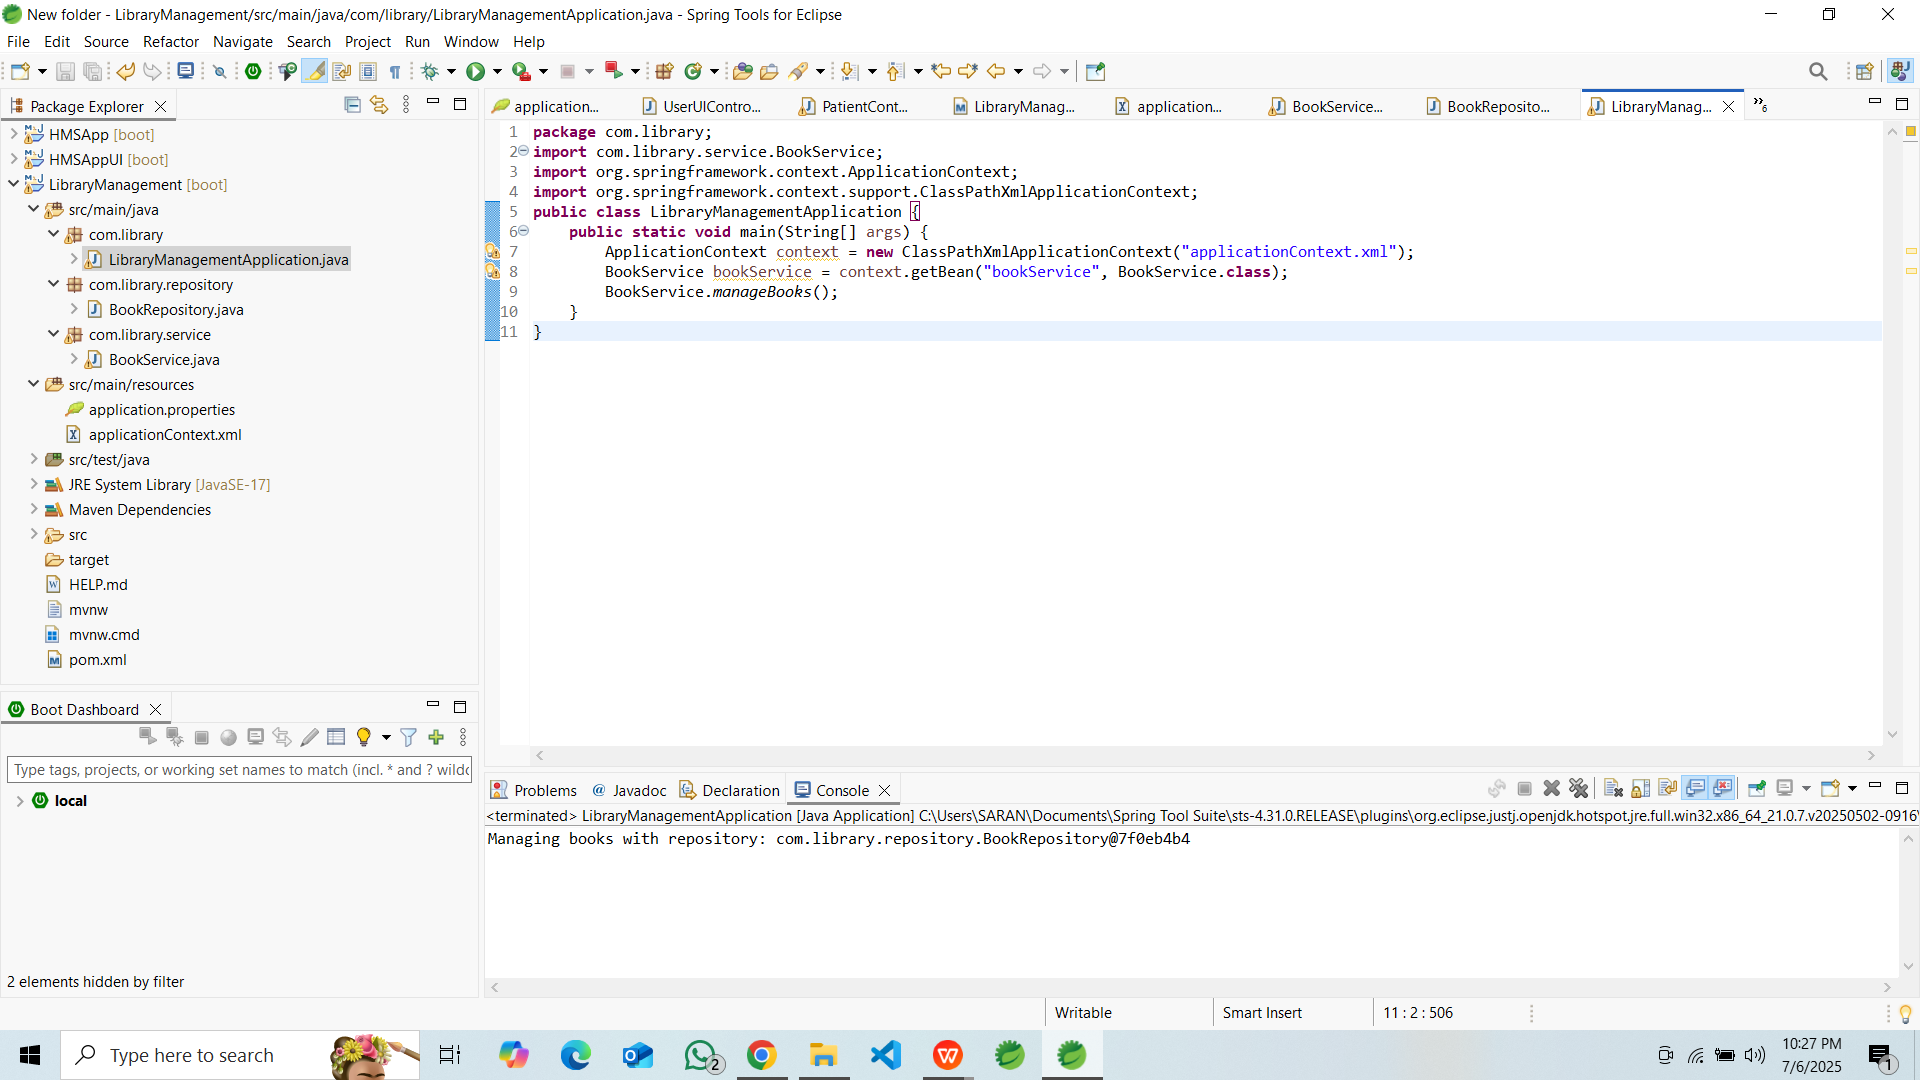 New folder - LibraryManagement/src/main/java/com/library/LibraryManagementApplication.java - Spring Tools for Eclipse
File Edit Source Refactor Navigate Search Project Run Window Help
Package Explorer
HMSApp [boot]
HMSAppUI [boot]
LibraryManagement [boot]
src/main/java
com.library
LibraryManagementApplication.java
com.library.repository
BookRepository.java
com.library.service
BookService.java
src/main/resources
application.properties
applicationContext.xml
src/test/java
JRE System Library [JavaSE-17]
Maven Dependencies
src
target
HELP.md
mvnw
mvnw.cmd
pom.xml
Boot Dashboard
Type tags, projects, or working set names to match (incl. * and ? wildc
local
2 elements hidden by filter
application... UserUIContro... PatientCont... LibraryManag... application... BookService... BookReposito... LibraryManag... »6
1 package com.library;
2 import com.library.service.BookService;
3 import org.springframework.context.ApplicationContext;
4 import org.springframework.context.support.ClassPathXmlApplicationContext;
5 public class LibraryManagementApplication {
6 public static void main(String[] args) {
7 ApplicationContext context = new ClassPathXmlApplicationContext("applicationContext.xml");
8 BookService bookService = context.getBean("bookService", BookService.class);
9 BookService.manageBooks();
10 }
11 }
Problems @ Javadoc Declaration Console
<terminated> LibraryManagementApplication [Java Application] C:\Users\SARAN\Documents\Spring Tool Suite\sts-4.31.0.RELEASE\plugins\org.eclipse.justj.openjdk.hotspot.jre.full.win32.x86_64_21.0.7.v20250502-0916\
Managing books with repository: com.library.repository.BookRepository@7f0eb4b4
Writable Smart Insert 11 : 2 : 506
Type here to search
2
10:27 PM
7/6/2025
1